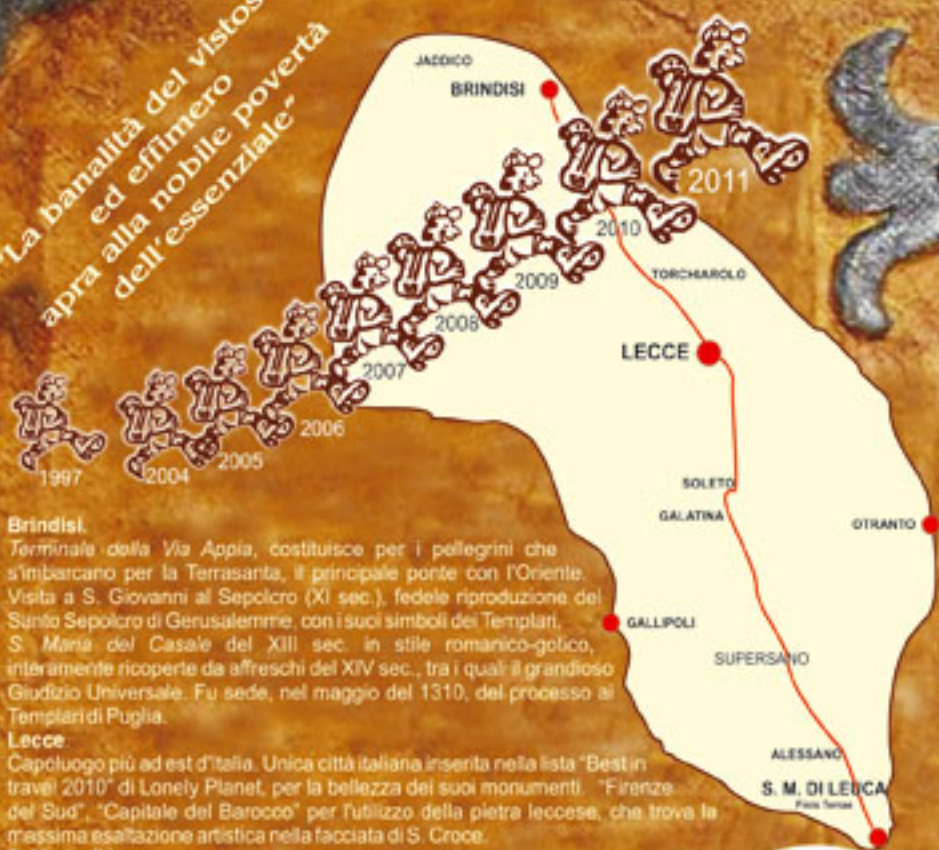 "La banalità del vistoso
ed effimero
apra alla nobile povertà
dell'essenziale"
JADDICO
BRINDISI
2011
2010
2009
2008
2007
2006
2005
2004
1997
TORCHIAROLO
LECCE
SOLETO
GALATINA
OTRANTO
GALLIPOLI
SUPERSANO
ALESSANO
S. M. DI LEUCA
Finis Terrae
Brindisi.
Terminale della Via Appia, costituisce per i pellegrini che
s'imbarcano per la Terrasanta, il principale ponte con l'Oriente.
Visita a S. Giovanni al Sepolcro (XI sec.), fedele riproduzione del
Santo Sepolcro di Gerusalemme, con i suoi simboli dei Templari.
S. Maria del Casale del XIII sec. in stile romanico-gotico,
interamente ricoperte da affreschi del XIV sec., tra i quali il grandioso
Giudizio Universale. Fu sede, nel maggio del 1310, del processo ai
Templari di Puglia.
Lecce.
Capoluogo più ad est d'Italia. Unica città italiana inserita nella lista "Best in
travel 2010" di Lonely Planet, per la bellezza dei suoi monumenti. "Firenze
del Sud", "Capitale del Barocco" per l'utilizzo della pietra leccese, che trova la
massima esaltazione artistica nella facciata di S. Croce.